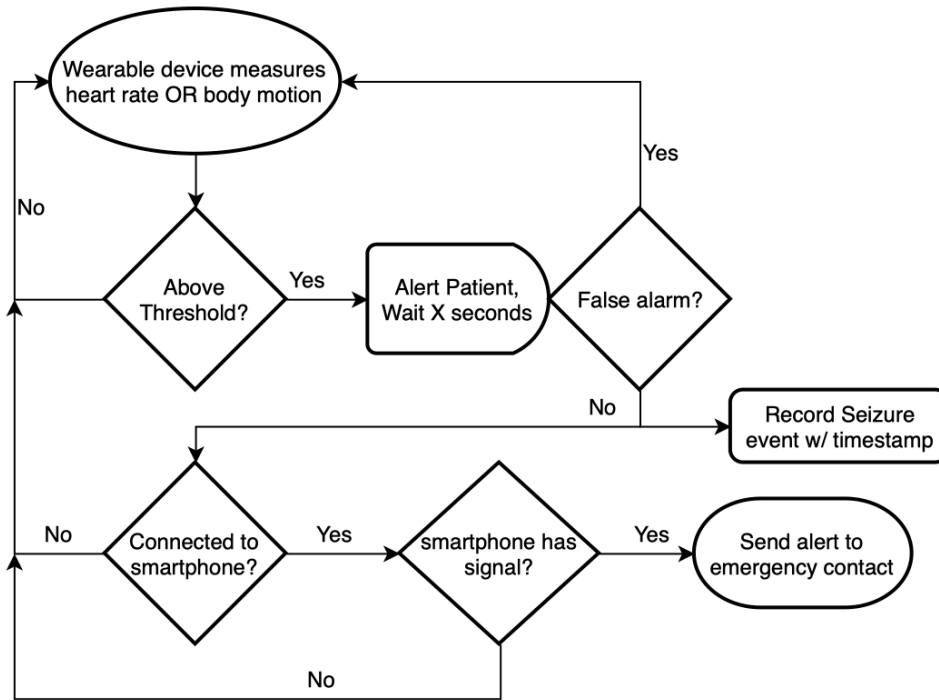 Wearable device measures
heart rate OR body motion
Yes
No
Above
Threshold?
Yes
Alert Patient,
Wait X seconds
False alarm?
No
Record Seizure
event w/ timestamp
No
Connected to
smartphone?
Yes
smartphone has
signal?
Yes
Send alert to
emergency contact
No